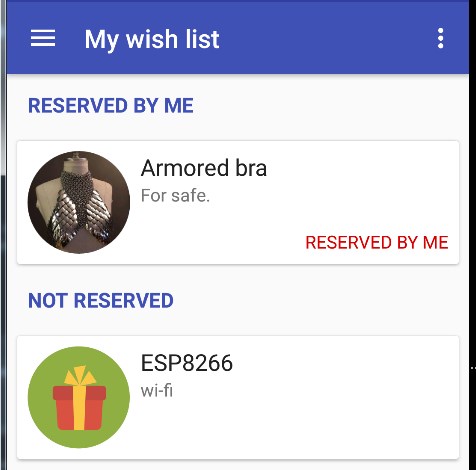 My wish list
RESERVED BY ME
Armored bra
For safe.
RESERVED BY ME
NOT RESERVED
ESP8266
wi-fi